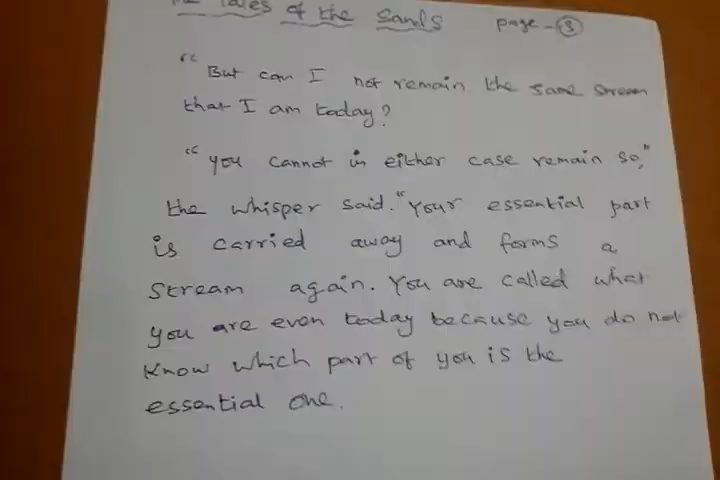 The Tales of the Sands page - 3
"But can I not remain the same stream
that I am today?
"you cannot in either case remain so,"
the whisper said. "Your essential part
is carried away and forms a
stream again. You are called what
you are even today because you do not
know which part of you is the
essential one.